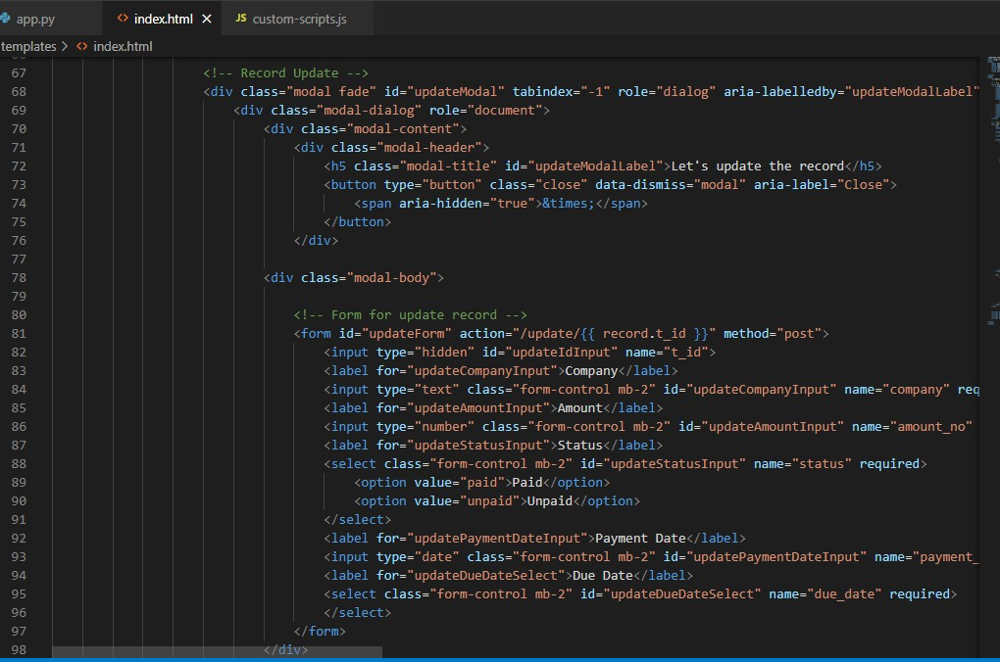 app.py
index.html
JS custom-scripts.js
templates > index.html
67 <!-- Record Update -->
68 <div class="modal fade" id="updateModal" tabindex="-1" role="dialog" aria-labelledby="updateModalLabel"
69 <div class="modal-dialog" role="document">
70 <div class="modal-content">
71 <div class="modal-header">
72 <h5 class="modal-title" id="updateModalLabel">Let's update the record</h5>
73 <button type="button" class="close" data-dismiss="modal" aria-label="Close">
74 <span aria-hidden="true">&times;</span>
75 </button>
76 </div>
77
78 <div class="modal-body">
79
80 <!-- Form for update record -->
81 <form id="updateForm" action="/update/{{ record.t_id }}" method="post">
82 <input type="hidden" id="updateIdInput" name="t_id">
83 <label for="updateCompanyInput">Company</label>
84 <input type="text" class="form-control mb-2" id="updateCompanyInput" name="company" req
85 <label for="updateAmountInput">Amount</label>
86 <input type="number" class="form-control mb-2" id="updateAmountInput" name="amount_no"
87 <label for="updateStatusInput">Status</label>
88 <select class="form-control mb-2" id="updateStatusInput" name="status" required>
89 <option value="paid">Paid</option>
90 <option value="unpaid">Unpaid</option>
91 </select>
92 <label for="updatePaymentDateInput">Payment Date</label>
93 <input type="date" class="form-control mb-2" id="updatePaymentDateInput" name="payment_
94 <label for="updateDueDateSelect">Due Date</label>
95 <select class="form-control mb-2" id="updateDueDateSelect" name="due_date" required>
96 </select>
97 </form>
98 </div>